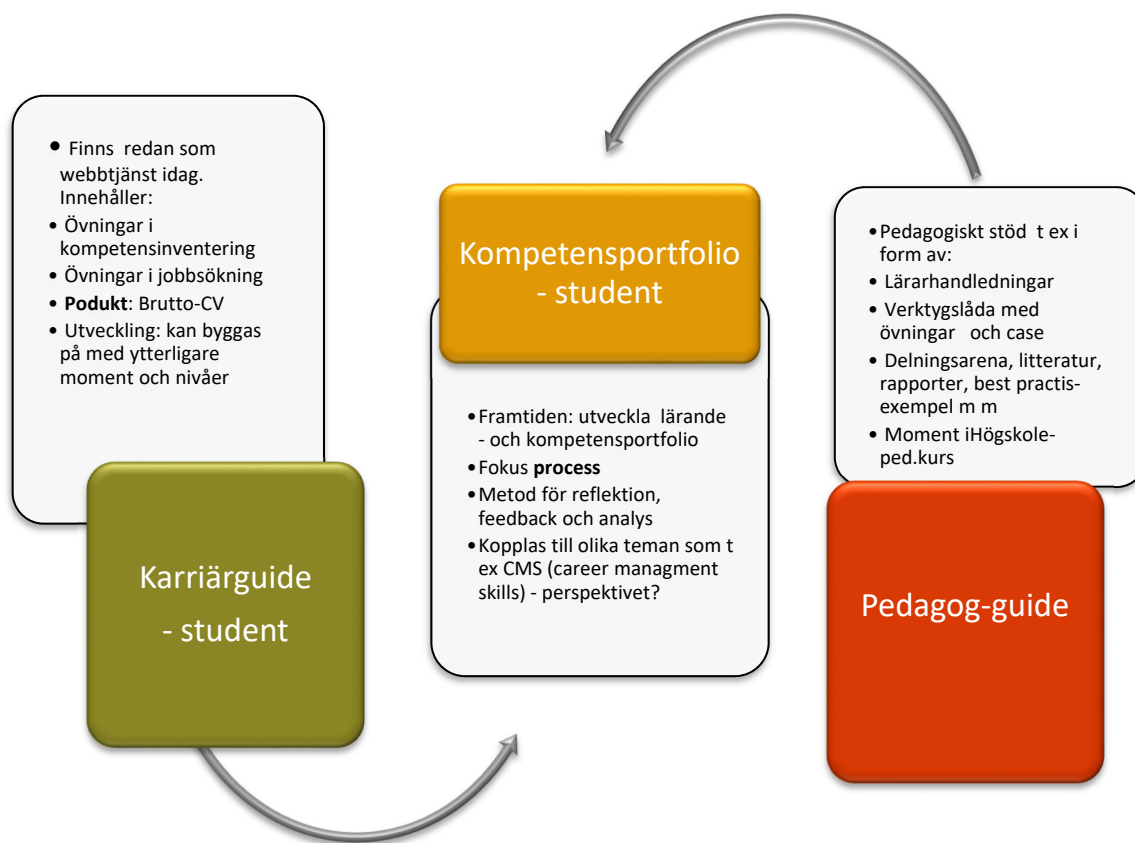 • Finns redan som
webbtjänst idag.
Innehåller:
• Övningar i
kompetensinventering
• Övningar i jobbsökning
• Podukt: Brutto-CV
• Utveckling: kan byggas
på med ytterligare
moment och nivåer
Karriärguide
- student
Kompetensportfolio
- student
• Framtiden: utveckla lärande
- och kompetensportfolio
• Fokus process
• Metod för reflektion,
feedback och analys
• Kopplas till olika teman som t
ex CMS (career managment
skills) - perspektivet?
• Pedagogiskt stöd t ex i
form av:
• Lärarhandledningar
• Verktygslåda med
övningar och case
• Delningsarena, litteratur,
rapporter, best practis-
exempel m m
• Moment iHögskole-
ped.kurs
Pedagog-guide